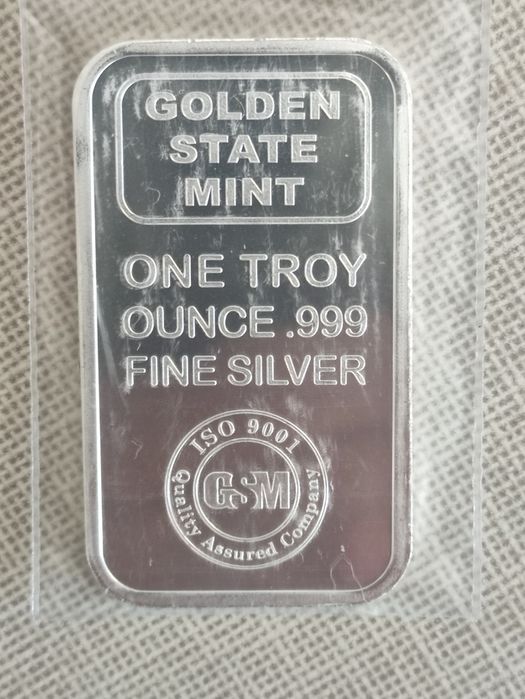 GOLDEN
STATE
MINT
ONE TROY
OUNCE .999
FINE SILVER
ISO 9001
GSM
Quality Assured Company